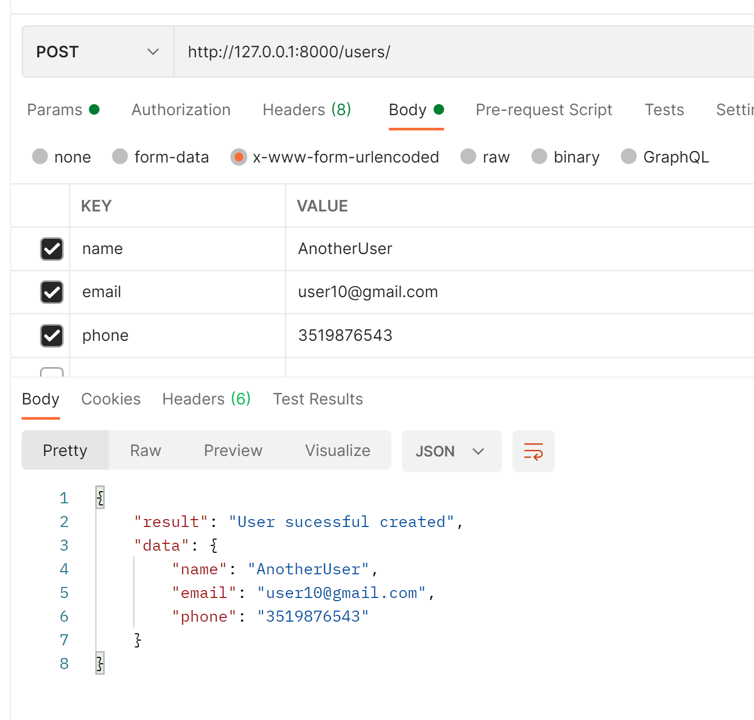 POST http://127.0.0.1:8000/users/
Params Authorization Headers (8) Body Pre-request Script Tests
none form-data x-www-form-urlencoded raw binary GraphQL
KEY VALUE
name AnotherUser
email user10@gmail.com
phone 3519876543
Body Cookies Headers (6) Test Results
Pretty Raw Preview Visualize JSON
1 {
2 "result": "User sucessful created",
3 "data": {
4 "name": "AnotherUser",
5 "email": "user10@gmail.com",
6 "phone": "3519876543"
7 }
8 }